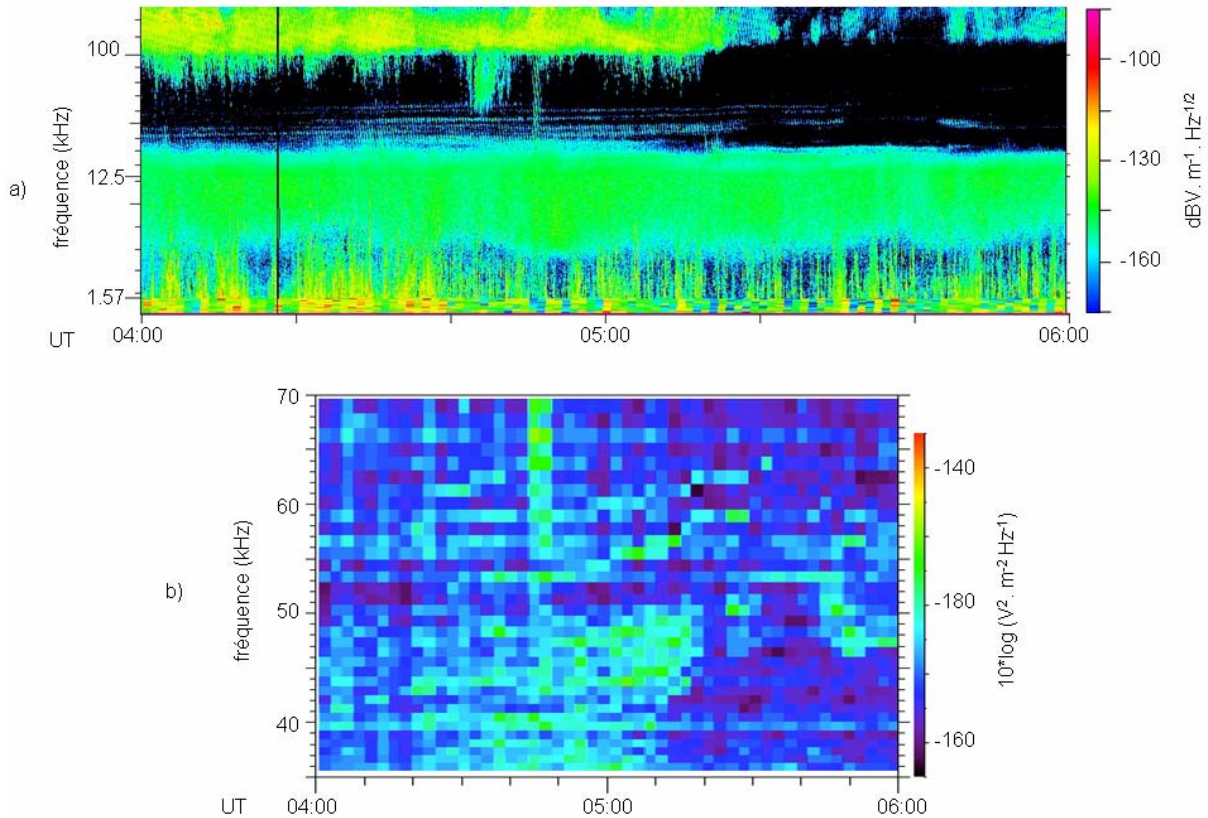 a)
fréquence (kHz)
100
12.5
1.57
UT
04:00
05:00
06:00
-100
-130
-160
dBV. m-1. Hz-1/2
b)
fréquence (kHz)
70
60
50
40
UT
04:00
05:00
06:00
-140
-180
-160
10*log (V2. m-2 Hz-1)